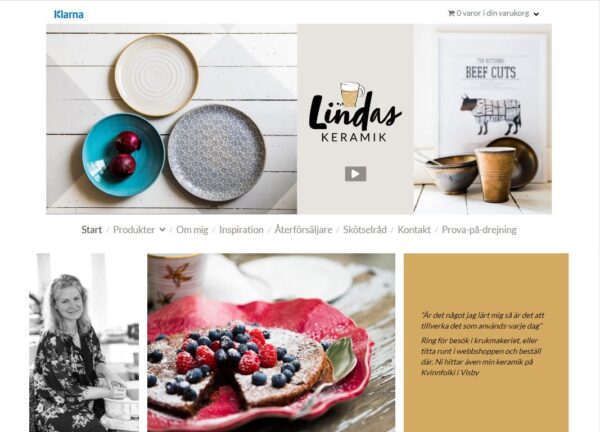 Klarna
0 varor i din varukorg
Lindas
KERAMIK
BEEF CUTS
Start / Produkter / Om mig / Inspiration / Återförsäljare / Skötselråd / Kontakt / Prova-på-drejning
"Är det något jag lärt mig så är det att
tillverka det som används-varje dag"
Ring för besök i krukmakeriet, eller
titta runt i webbshoppen och beställ
där. Ni hittar även min keramik på
Kvinnfolki i Visby